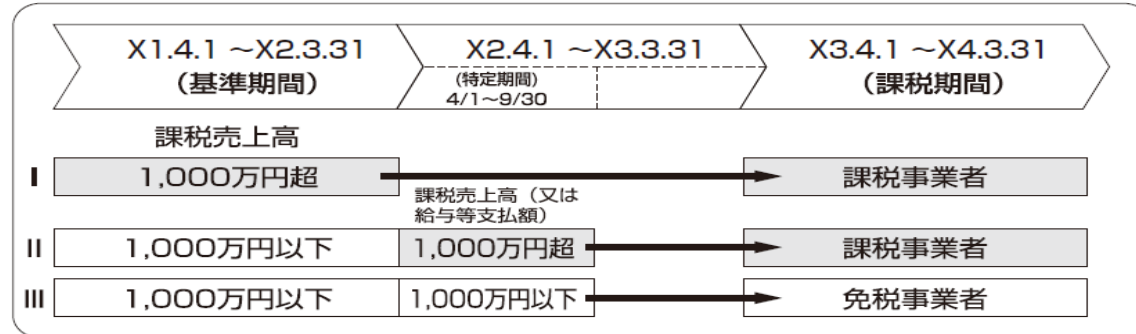 X1.4.1 ~X2.3.31 X2.4.1 ~X3.3.31 X3.4.1 ~X4.3.31
(基準期間) (特定期間) (課税期間)
4/1~9/30
課税売上高
I 1,000万円超 課税事業者
課税売上高(又は
給与等支払額)
II 1,000万円以下 1,000万円超 課税事業者
III 1,000万円以下 1,000万円以下 免税事業者